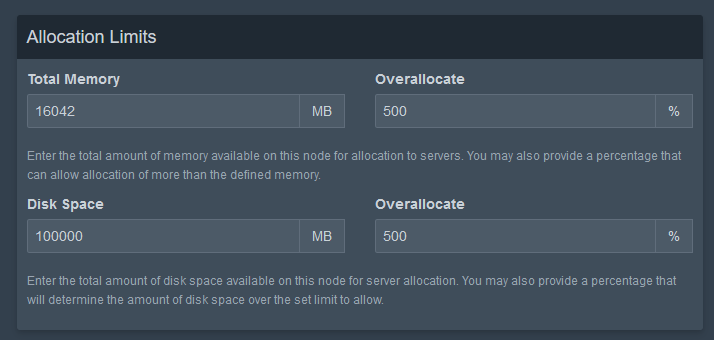 Allocation Limits
Total Memory Overallocate
16042 MB 500 %
Enter the total amount of memory available on this node for allocation to servers. You may also provide a percentage that
can allow allocation of more than the defined memory.
Disk Space Overallocate
100000 MB 500 %
Enter the total amount of disk space available on this node for server allocation. You may also provide a percentage that
will determine the amount of disk space over the set limit to allow.